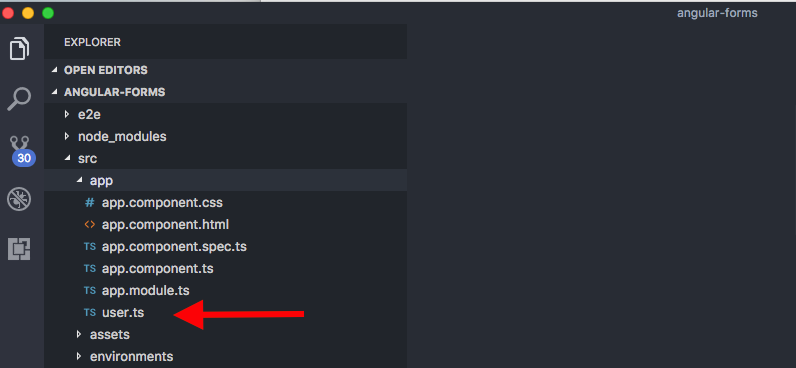 angular-forms
EXPLORER
OPEN EDITORS
ANGULAR-FORMS
e2e
node_modules
30
src
app
# app.component.css
<> app.component.html
TS app.component.spec.ts
TS app.component.ts
TS app.module.ts
TS user.ts
assets
environments